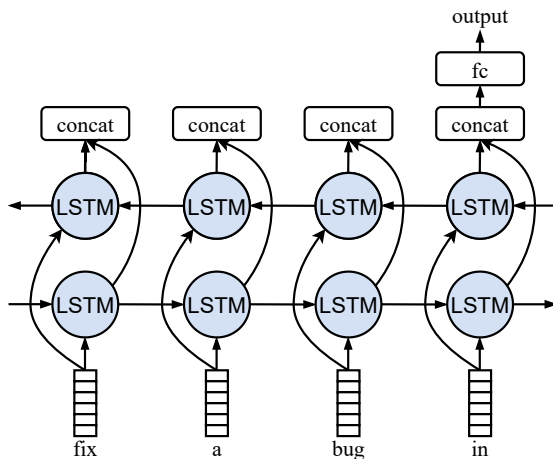 output
fc
concat concat concat concat
LSTM LSTM LSTM LSTM
LSTM LSTM LSTM LSTM
fix a bug in